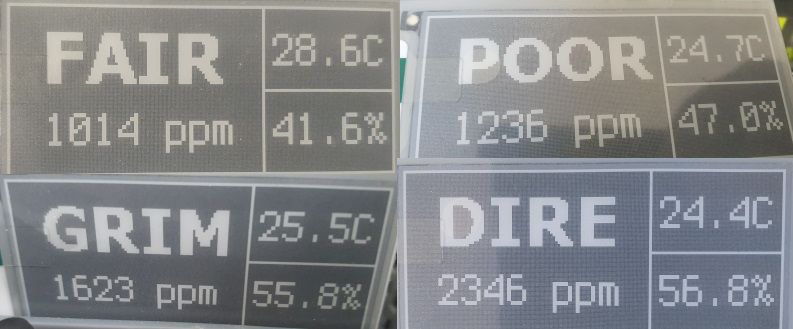 FAIR
1014 ppm
28.6C
41.6%
POOR
1236 ppm
24.7C
47.0%
GRIM
1623 ppm
25.5C
55.8%
DIRE
2346 ppm
24.4C
56.8%